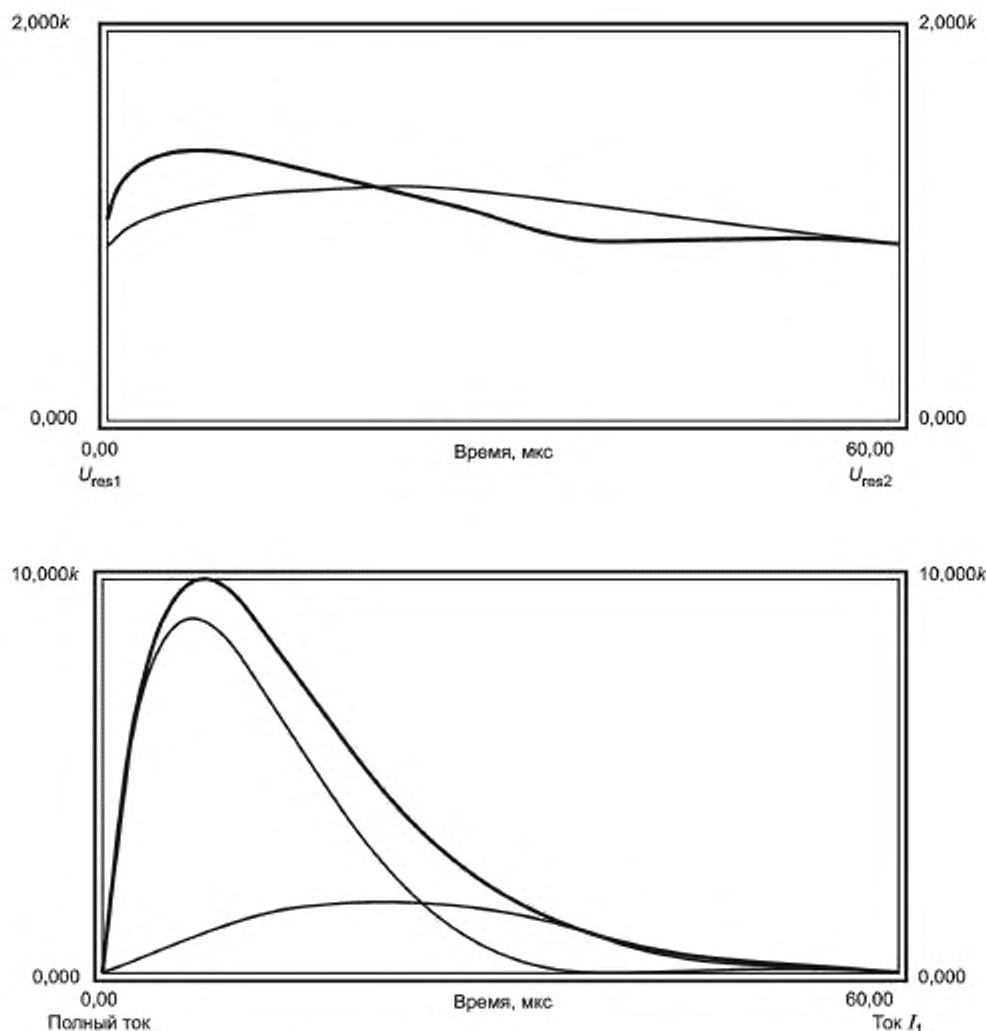 2,000k 2,000k
0,000 0,000
0,00 Время, мкс 60,00
Ures1 Ures2
10,000k 10,000k
0,000 0,000
0,00 Время, мкс 60,00
Полный ток Ток I1